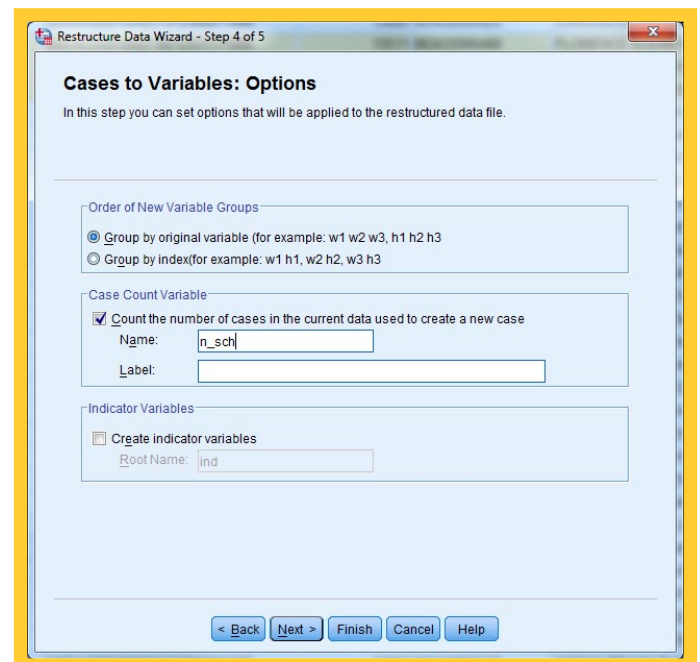 Restructure Data Wizard - Step 4 of 5
Cases to Variables: Options
In this step you can set options that will be applied to the restructured data file.
Order of New Variable Groups
Group by original variable (for example: w1 w2 w3, h1 h2 h3
Group by index(for example: w1 h1, w2 h2, w3 h3
Case Count Variable
Count the number of cases in the current data used to create a new case
Name: n_sch
Label:
Indicator Variables
Create indicator variables
Root Name: ind
< Back Next > Finish Cancel Help